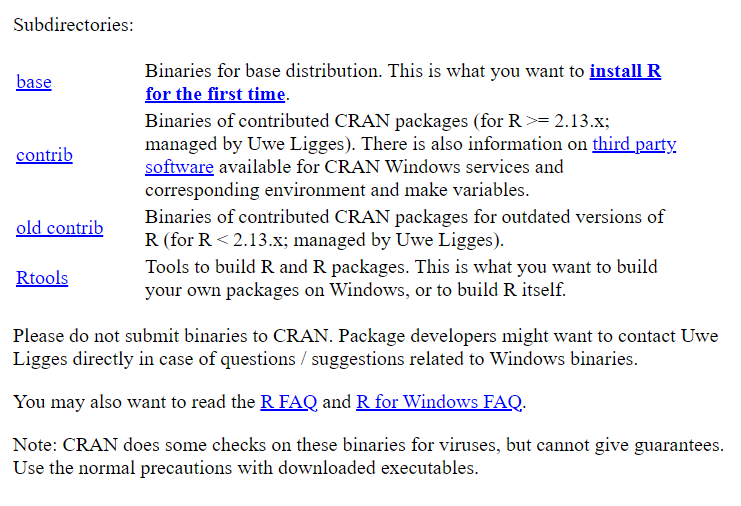 Subdirectories:
base
Binaries for base distribution. This is what you want to install R
for the first time.
contrib
Binaries of contributed CRAN packages (for R >= 2.13.x;
managed by Uwe Ligges). There is also information on third party
software available for CRAN Windows services and
corresponding environment and make variables.
old contrib
Binaries of contributed CRAN packages for outdated versions of
R (for R < 2.13.x; managed by Uwe Ligges).
Rtools
Tools to build R and R packages. This is what you want to build
your own packages on Windows, or to build R itself.
Please do not submit binaries to CRAN. Package developers might want to contact Uwe
Ligges directly in case of questions / suggestions related to Windows binaries.
You may also want to read the R FAQ and R for Windows FAQ.
Note: CRAN does some checks on these binaries for viruses, but cannot give guarantees.
Use the normal precautions with downloaded executables.